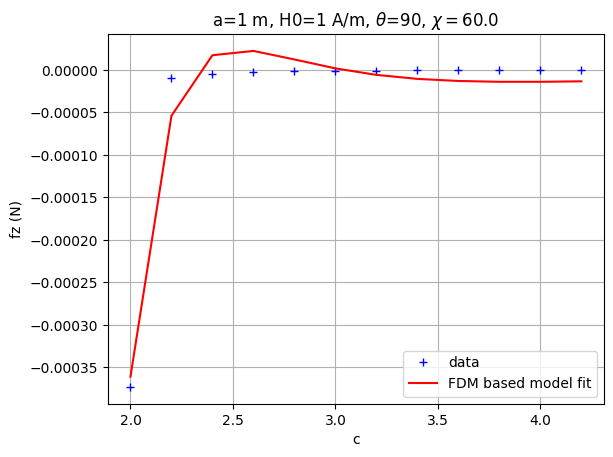 a=1 m, H0=1 A/m, θ=90, χ = 60.0
0.00000
−0.00005
−0.00010
−0.00015
−0.00020
−0.00025
−0.00030
−0.00035
fz (N)
data
FDM based model fit
2.0 2.5 3.0 3.5 4.0
c